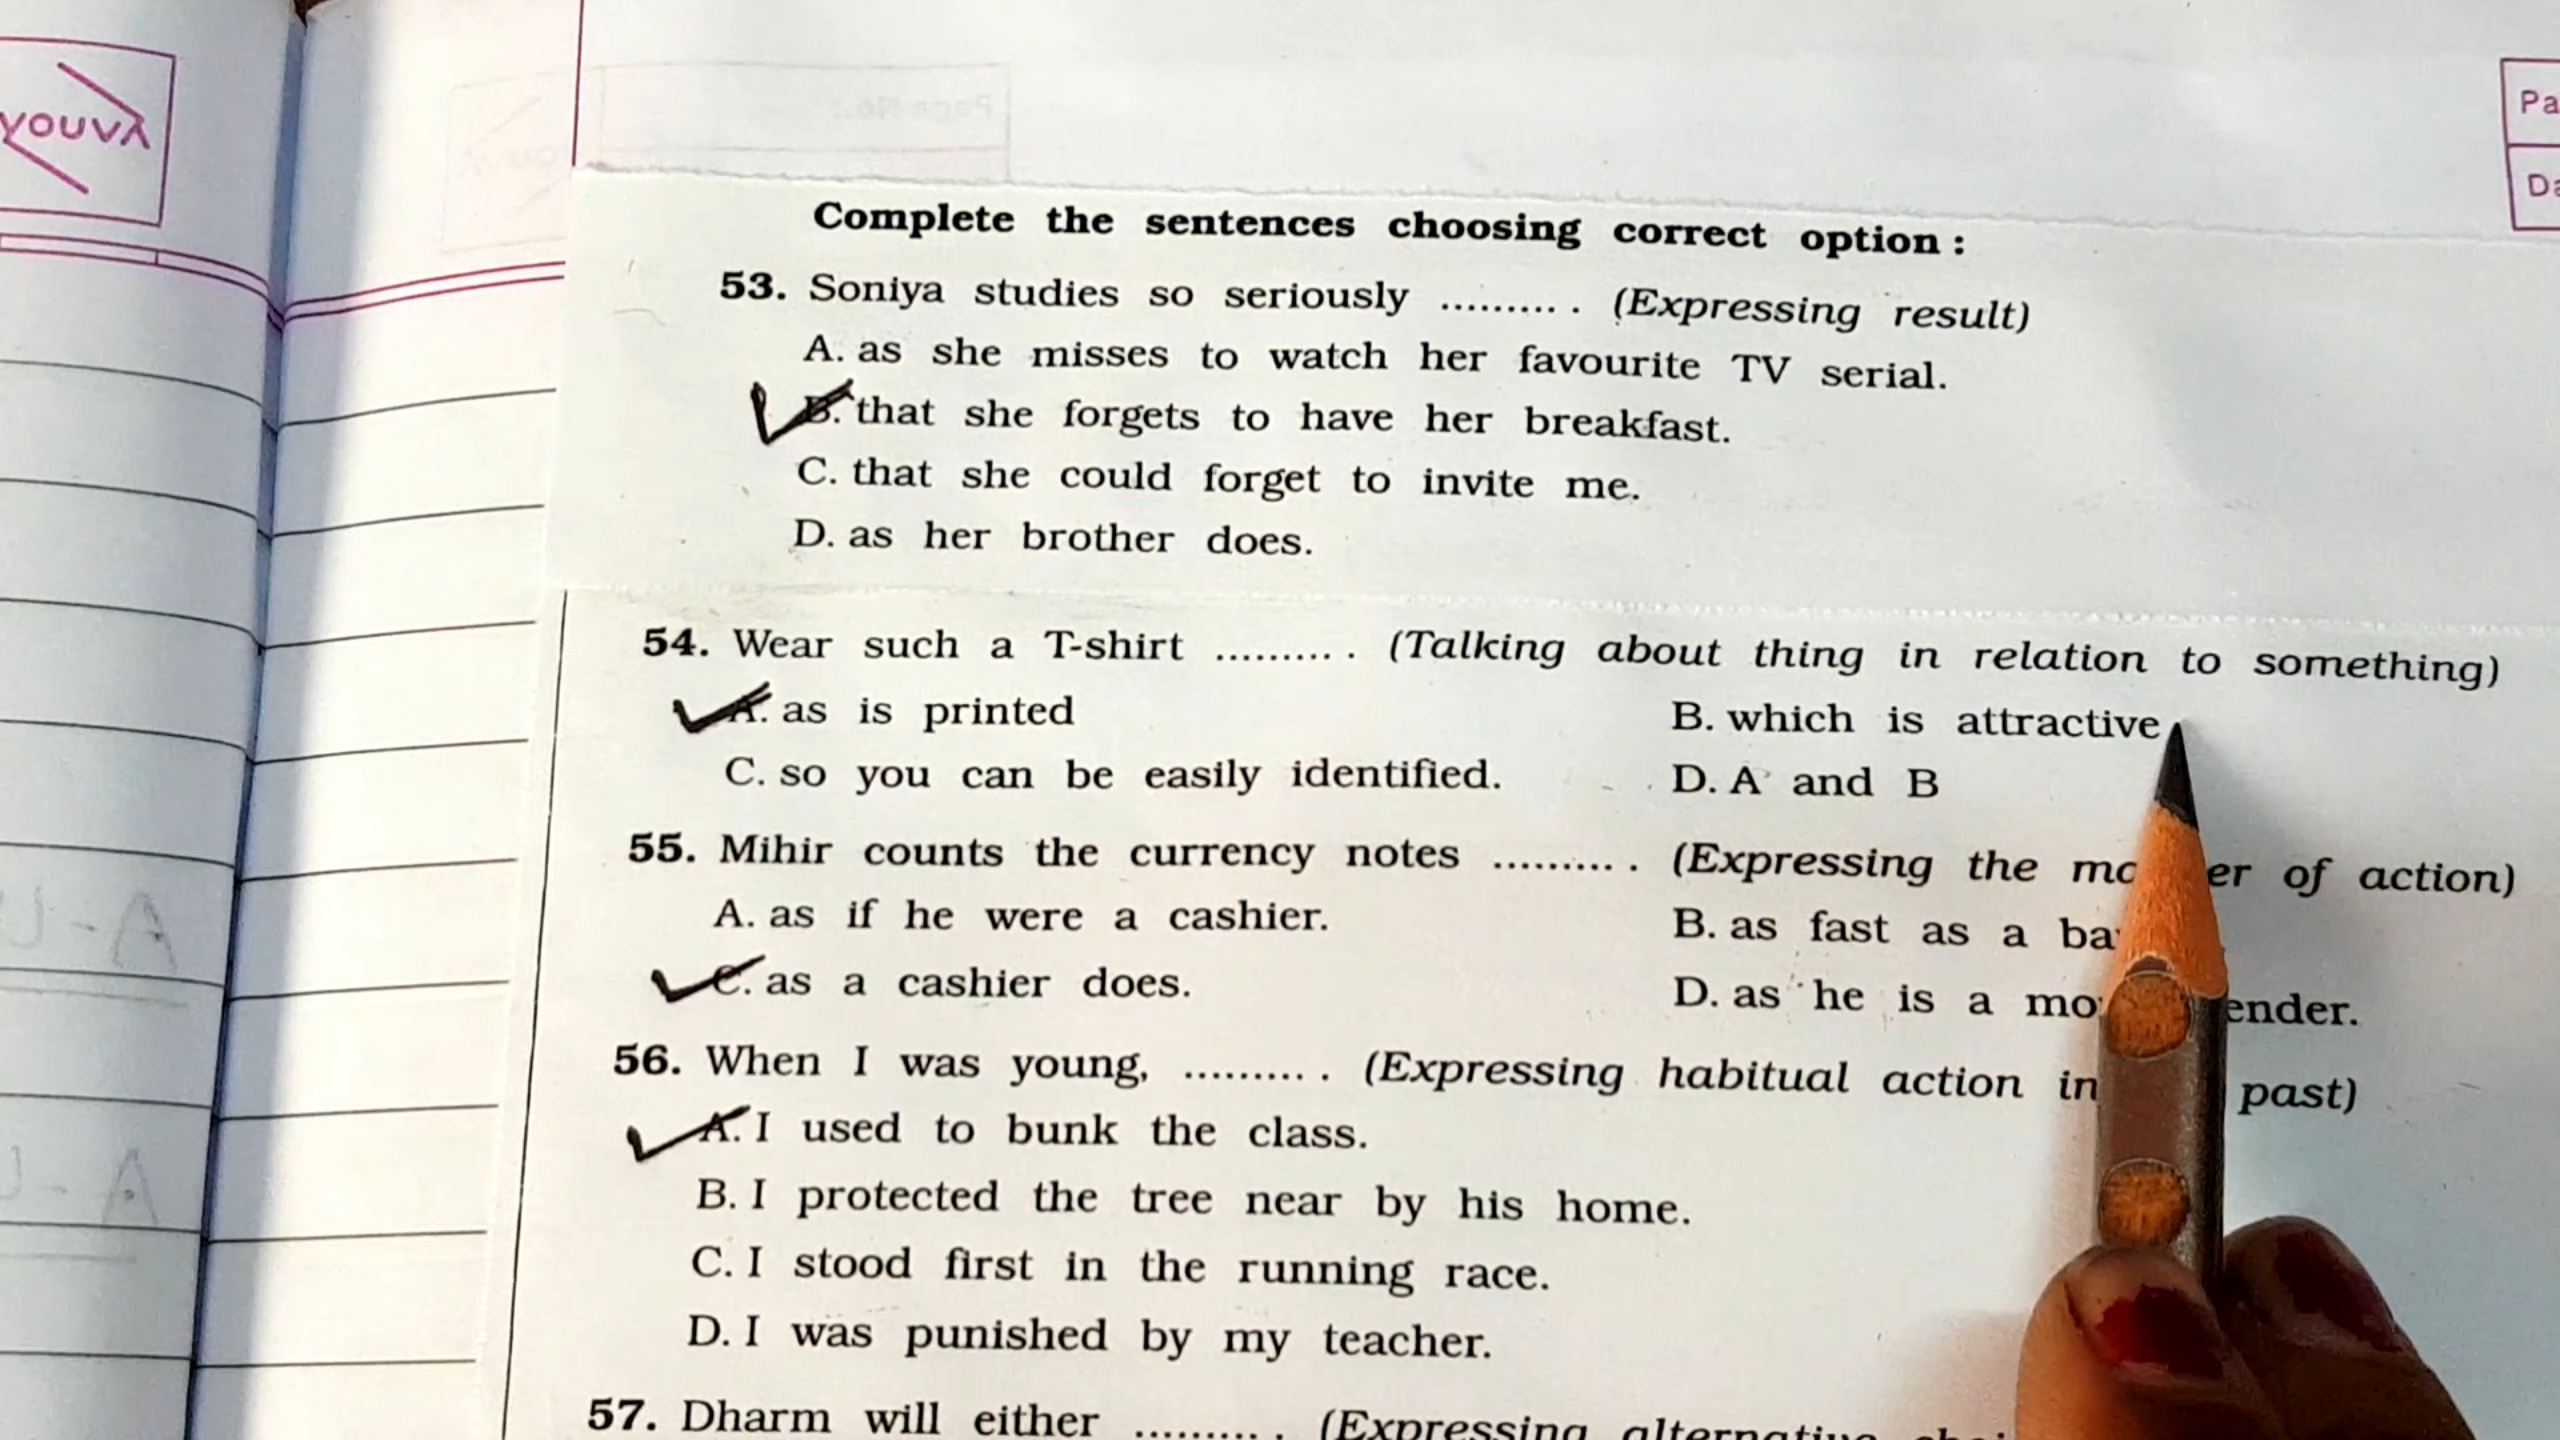 youva
Pa
Da
Complete the sentences choosing correct option :
53. Soniya studies so seriously .......... . (Expressing result)
A. as she misses to watch her favourite TV serial.
B. that she forgets to have her breakfast.
C. that she could forget to invite me.
D. as her brother does.
54. Wear such a T-shirt .......... . (Talking about thing in relation to something)
A. as is printed B. which is attractive
C. so you can be easily identified. D. A and B
55. Mihir counts the currency notes .......... . (Expressing the of action)
A. as if he were a cashier. B. as fast as a
C. as a cashier does. D. as he is a
56. When I was young, .......... . (Expressing habitual action in past)
A. I used to bunk the class.
B. I protected the tree near by his home.
C. I stood first in the running race.
D. I was punished by my teacher.
57. Dharm will either .......... . (Expressing alternative